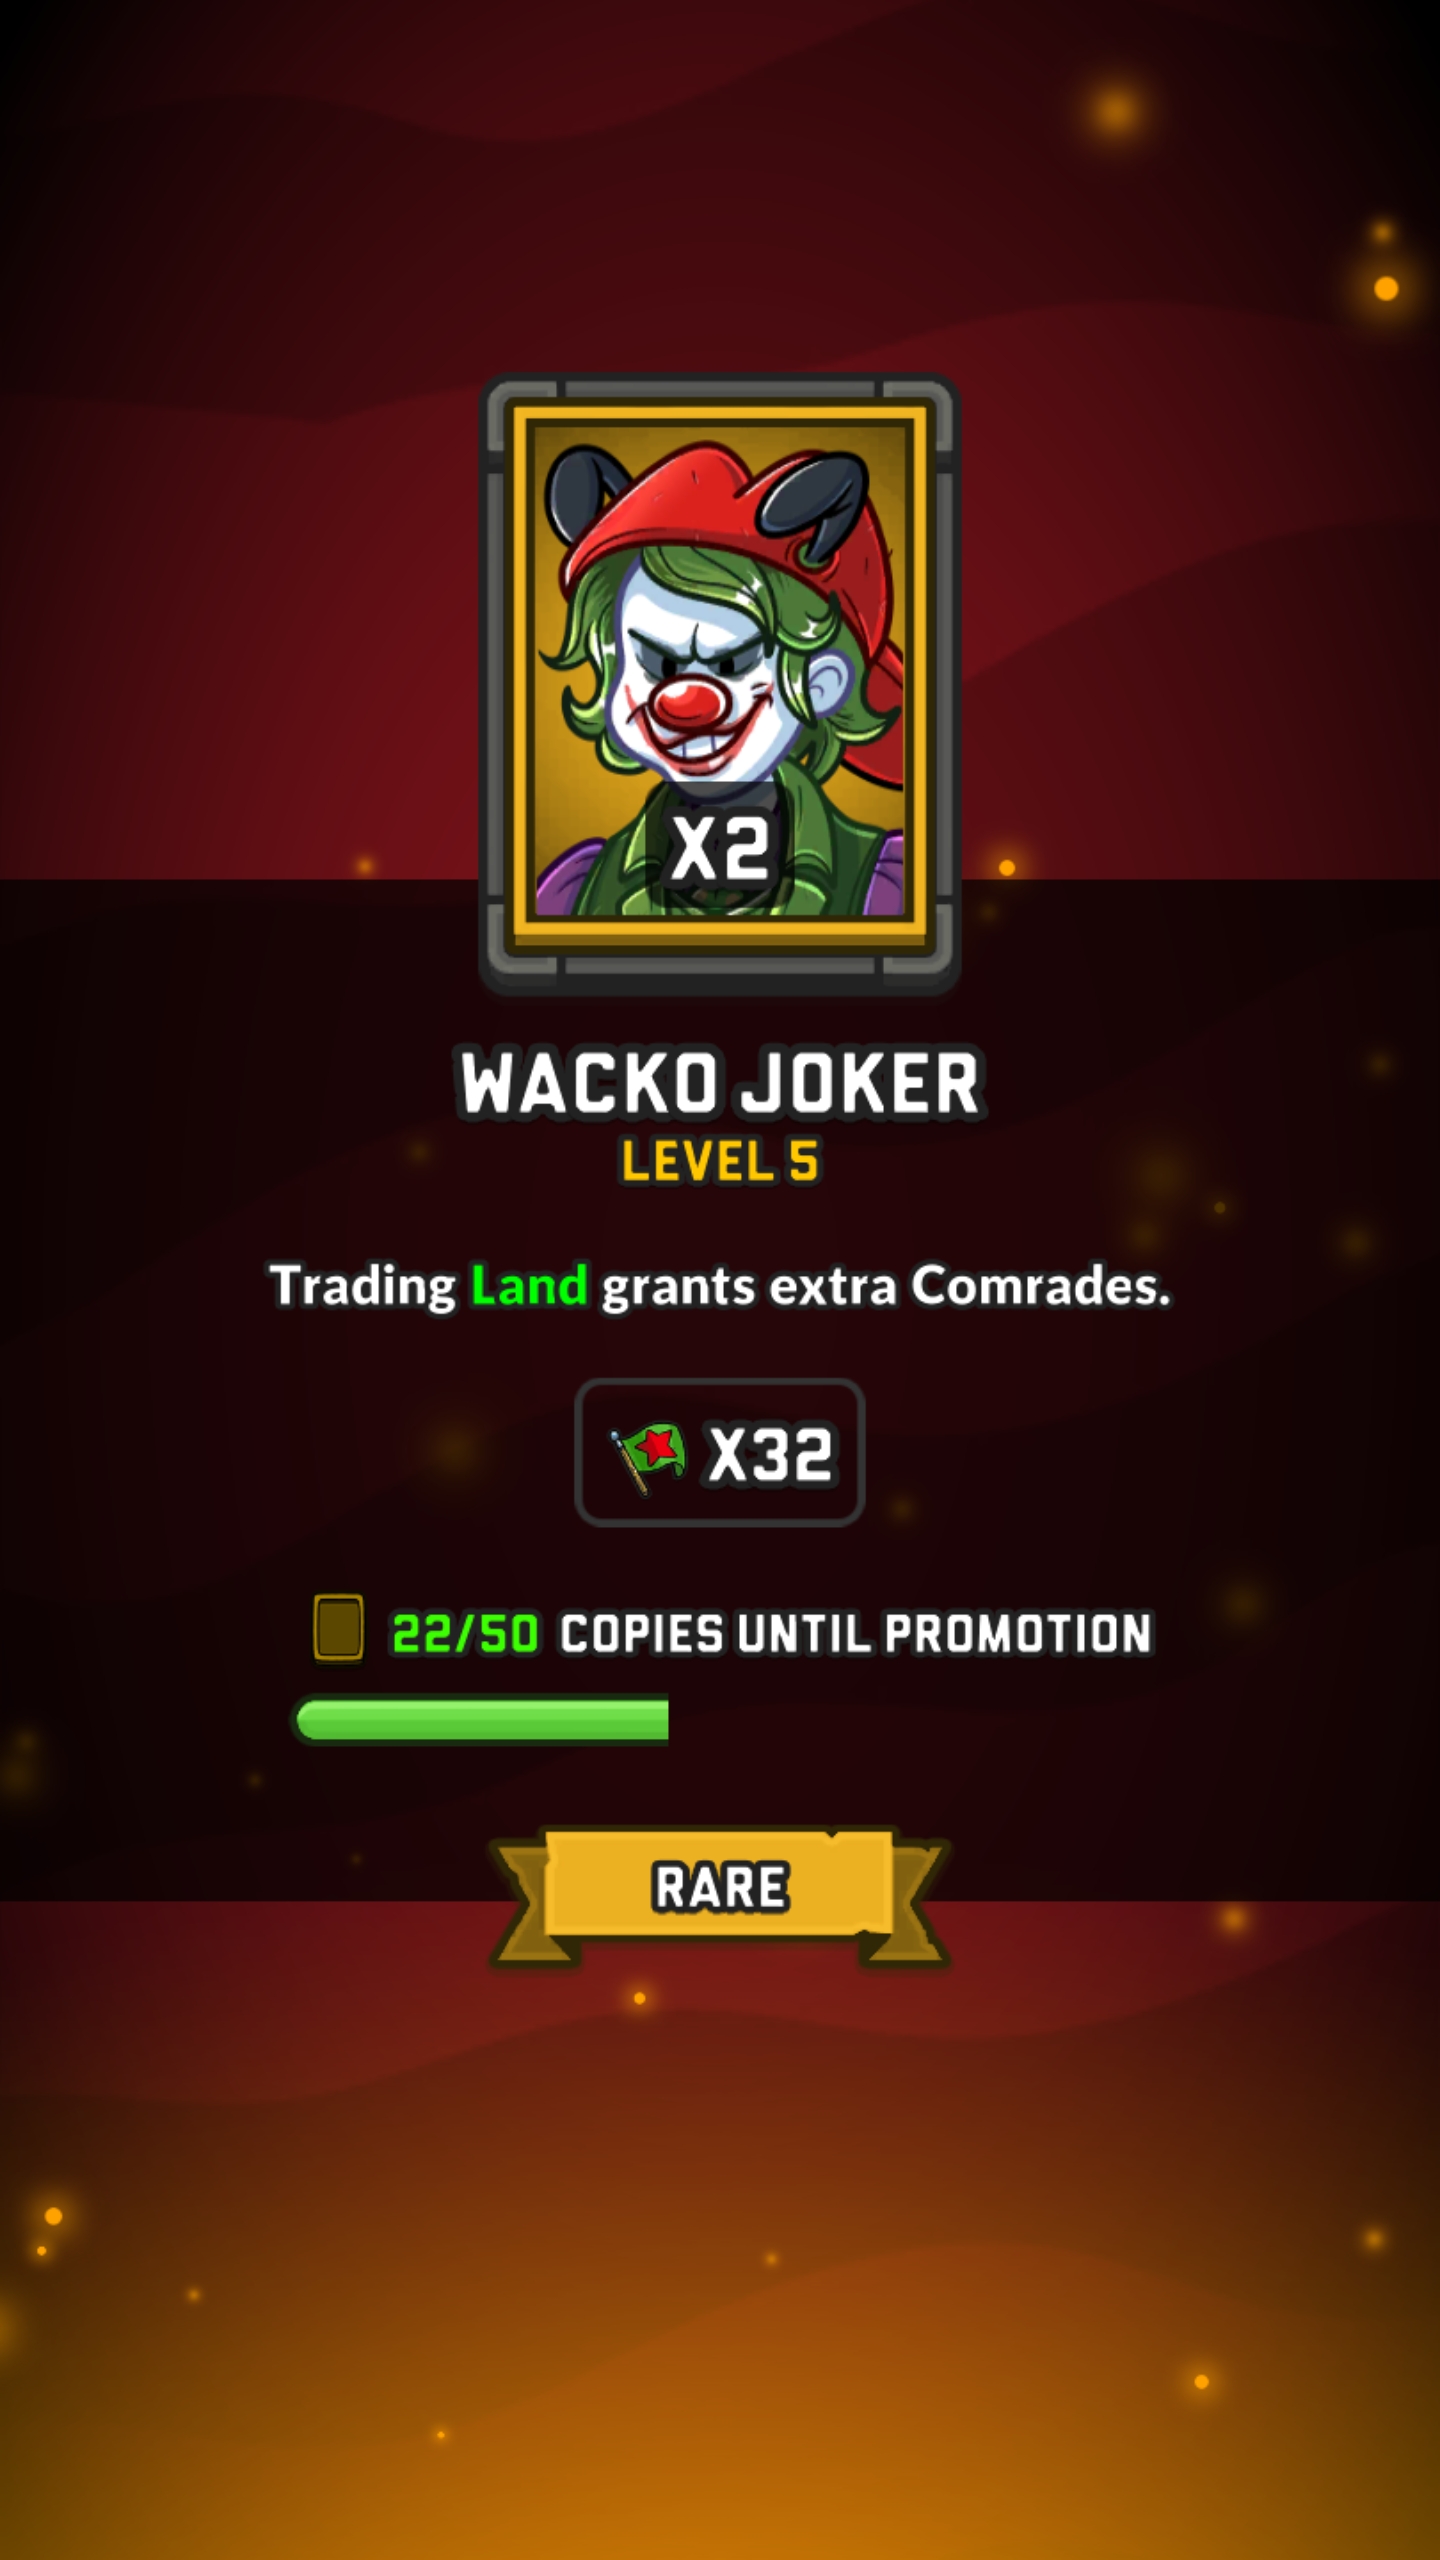 X2
WACKO JOKER
LEVEL 5
Trading Land grants extra Comrades.
X32
22/50 COPIES UNTIL PROMOTION
RARE